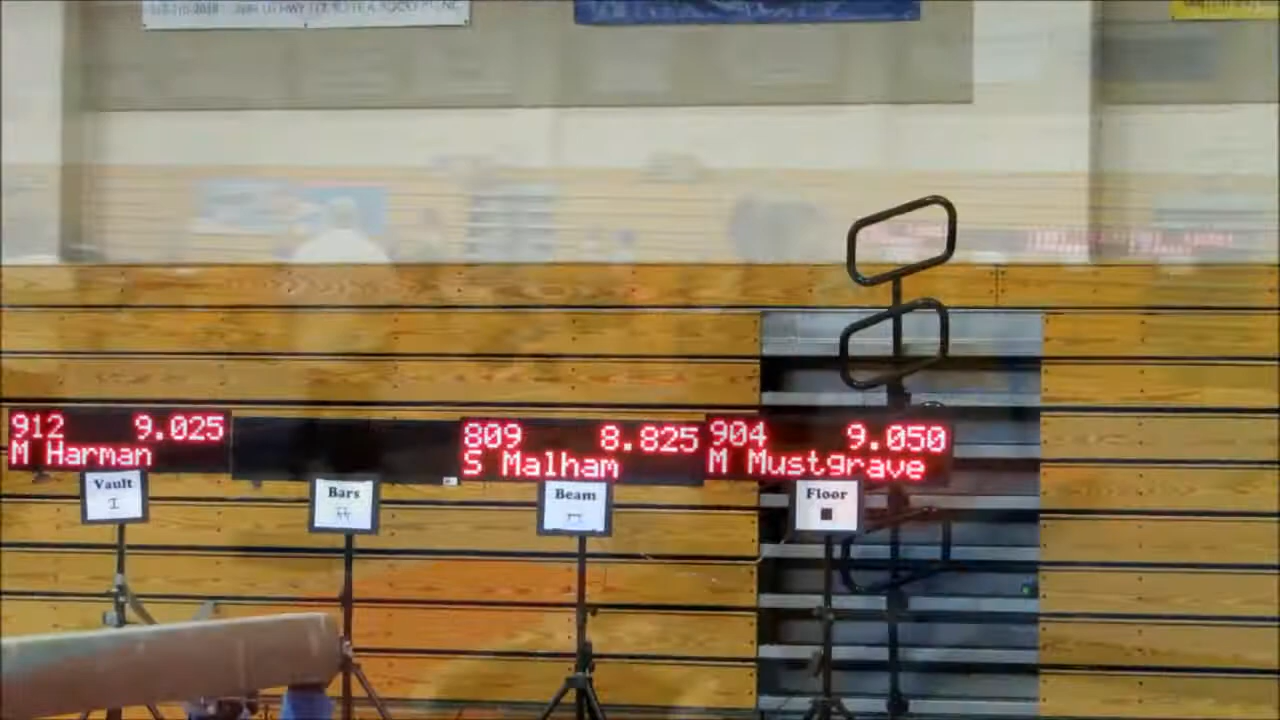 912 9.025
M Harman
809 8.825
S Malham
904 9.050
M Mustgrave
Vault
Bars
Beam
Floor